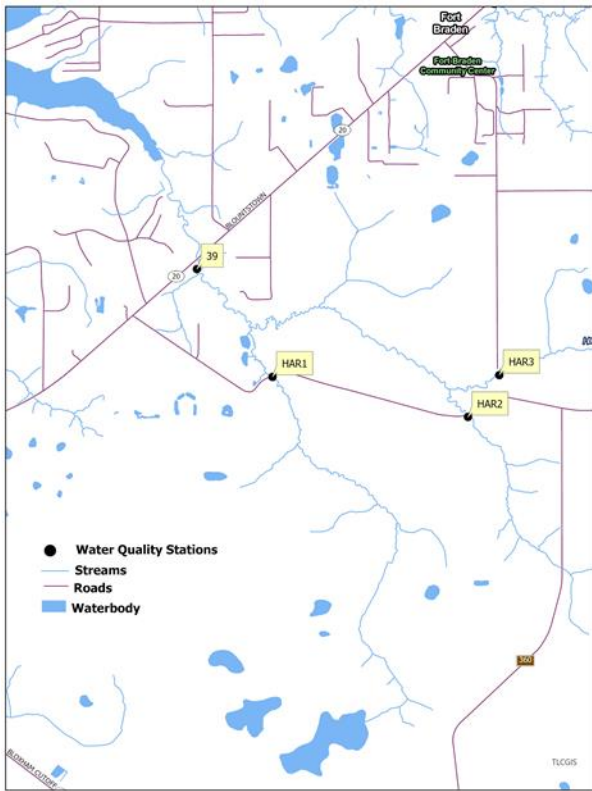 Fort
Braden
Fort Braden
Community Center
20
BLOUNTSTOWN
39
20
HAR1
HAR3
HAR2
Water Quality Stations
Streams
Roads
Waterbody
360
BLOXHAM CUTOFF
TLCGIS